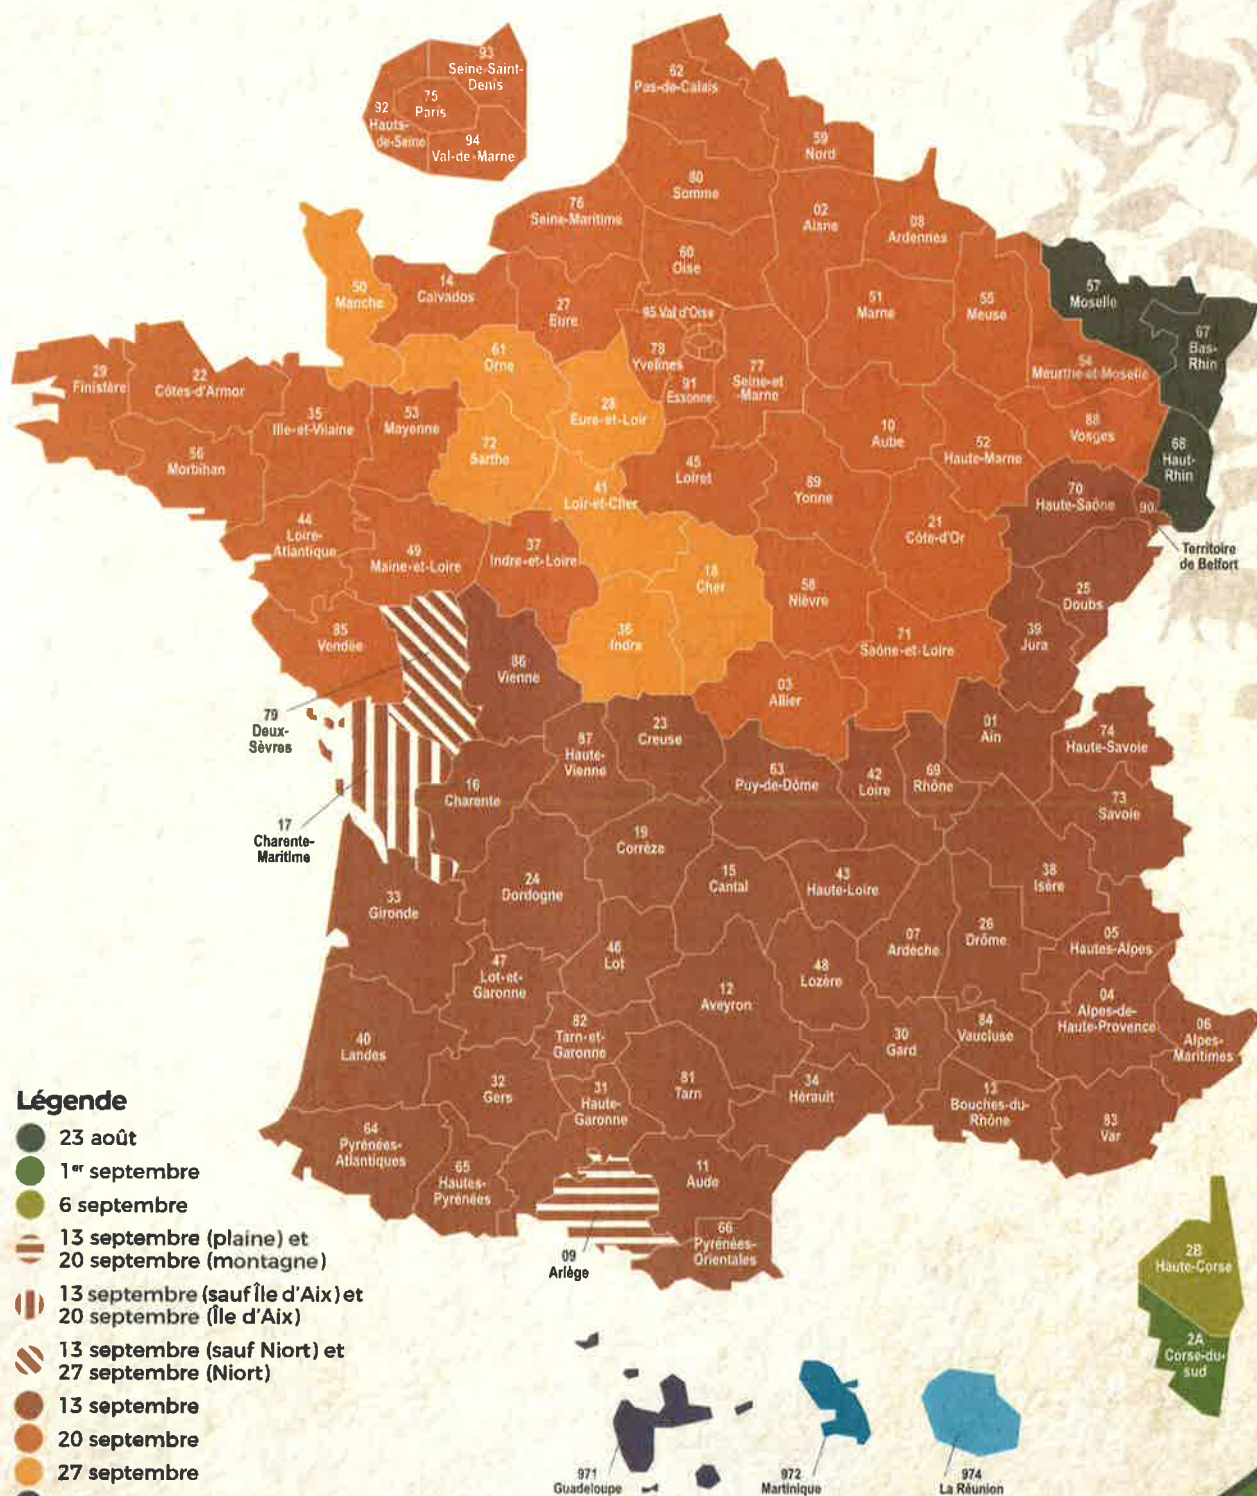 93
Seine-Saint-
Denis
75
Paris
92
Hauts-
de-Seine
94
Val-de-Marne
62
Pas-de-Calais
59
Nord
80
Somme
76
Seine-Maritime
02
Aisne
08
Ardennes
60
Oise
50
Manche
14
Calvados
27
Eure
95 Val d'Oise
51
Marne
55
Meuse
57
Moselle
67
Bas-
Rhin
54
Meurthe-et-Moselle
61
Orne
78
Yvelines
91
Essonne
77
Seine-et
-Marne
29
Finistère
22
Côtes-d'Armor
35
Ille-et-Vilaine
53
Mayenne
28
Eure-et-Loir
10
Aube
52
Haute-Marne
88
Vosges
68
Haut-
Rhin
56
Morbihan
72
Sarthe
45
Loiret
41
Loir-et-Cher
89
Yonne
70
Haute-Saône
90
Territoire
de Belfort
44
Loire-
Atlantique
49
Maine-et-Loire
37
Indre-et-Loire
21
Côte-d'Or
18
Cher
58
Nièvre
25
Doubs
85
Vendée
86
Vienne
36
Indre
71
Saône-et-Loire
39
Jura
03
Allier
79
Deux-
Sèvres
87
Haute-
Vienne
23
Creuse
01
Ain
74
Haute-Savoie
63
Puy-de-Dôme
42
Loire
69
Rhône
16
Charente
73
Savoie
17
Charente-
Maritime
19
Corrèze
15
Cantal
43
Haute-Loire
38
Isère
24
Dordogne
33
Gironde
46
Lot
07
Ardèche
26
Drôme
05
Hautes-Alpes
47
Lot-et-
Garonne
48
Lozère
12
Aveyron
04
Alpes-de-
Haute-Provence
06
Alpes-
Maritimes
82
Tarn-et-
Garonne
84
Vaucluse
30
Gard
40
Landes
32
Gers
31
Haute-
Garonne
81
Tarn
34
Hérault
13
Bouches-du-
Rhône
83
Var
64
Pyrénées-
Atlantiques
65
Hautes-
Pyrénées
11
Aude
66
Pyrénées-
Orientales
09
Ariège
2B
Haute-Corse
2A
Corse-du-
sud
Légende
23 août
1er septembre
6 septembre
13 septembre (plaine) et
20 septembre (montagne)
13 septembre (sauf Île d'Aix) et
20 septembre (Île d'Aix)
13 septembre (sauf Niort) et
27 septembre (Niort)
13 septembre
20 septembre
27 septembre
971
Guadeloupe
972
Martinique
974
La Réunion